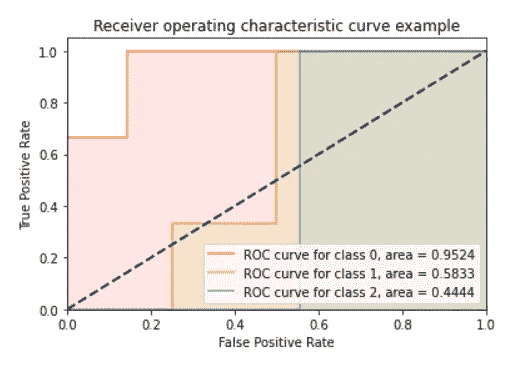 Receiver operating characteristic curve example
1.0
0.8
0.6
0.4
0.2
0.0
True Positive Rate
ROC curve for class 0, area = 0.9524
ROC curve for class 1, area = 0.5833
ROC curve for class 2, area = 0.4444
0.0 0.2 0.4 0.6 0.8 1.0
False Positive Rate